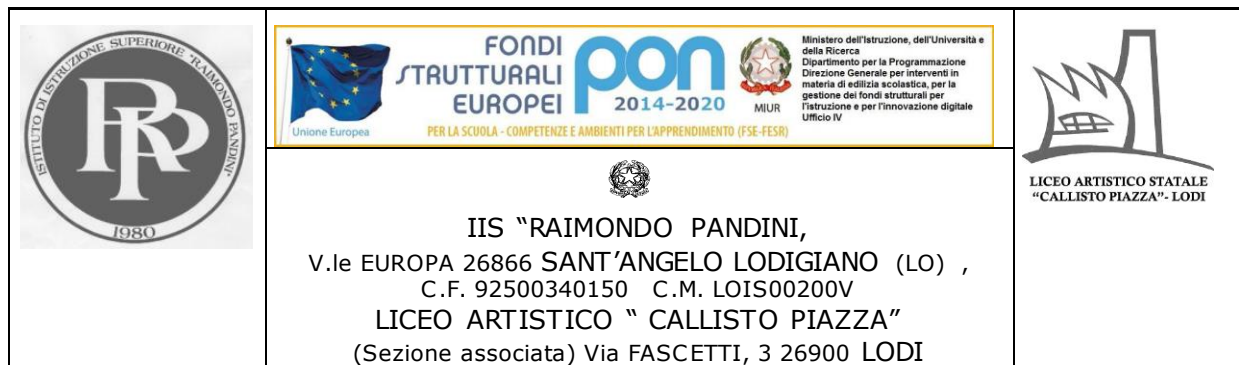 ISTITUTO DI ISTRUZIONE SUPERIORE "RAIMONDO PANDINI"
1980
Unione Europea
FONDI
STRUTTURALI
EUROPEI
pon
2014-2020
MIUR
Ministero dell'Istruzione, dell'Università e
della Ricerca
Dipartimento per la Programmazione
Direzione Generale per interventi in
materia di edilizia scolastica, per la
gestione dei fondi strutturali per
l'istruzione e per l'innovazione digitale
Ufficio IV
PER LA SCUOLA - COMPETENZE E AMBIENTI PER L'APPRENDIMENTO (FSE-FESR)
IIS "RAIMONDO PANDINI,
V.le EUROPA 26866 SANT'ANGELO LODIGIANO (LO) ,
C.F. 92500340150 C.M. LOIS00200V
LICEO ARTISTICO " CALLISTO PIAZZA"
(Sezione associata) Via FASCETTI, 3 26900 LODI
LICEO ARTISTICO STATALE
"CALLISTO PIAZZA"- LODI